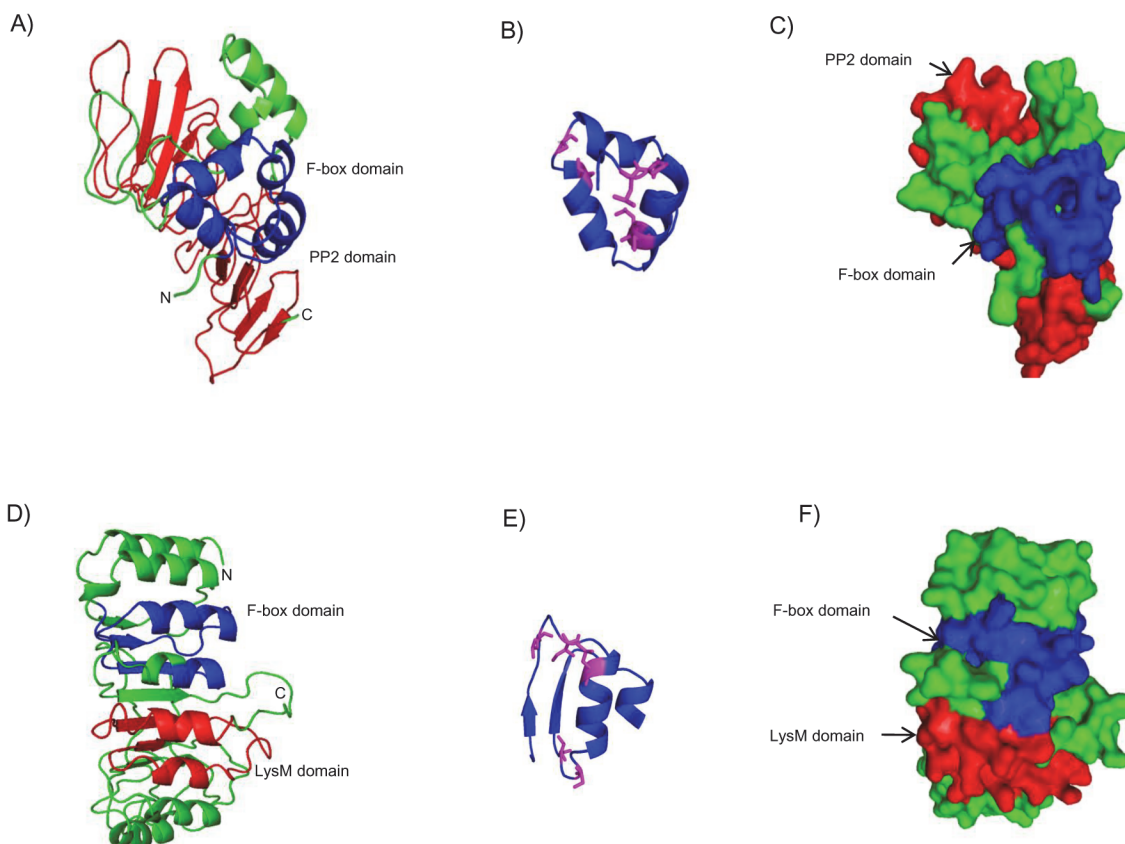 A)
F-box domain
PP2 domain
N
C
B)
C)
PP2 domain
F-box domain
D)
N
F-box domain
C
LysM domain
E)
F)
F-box domain
LysM domain